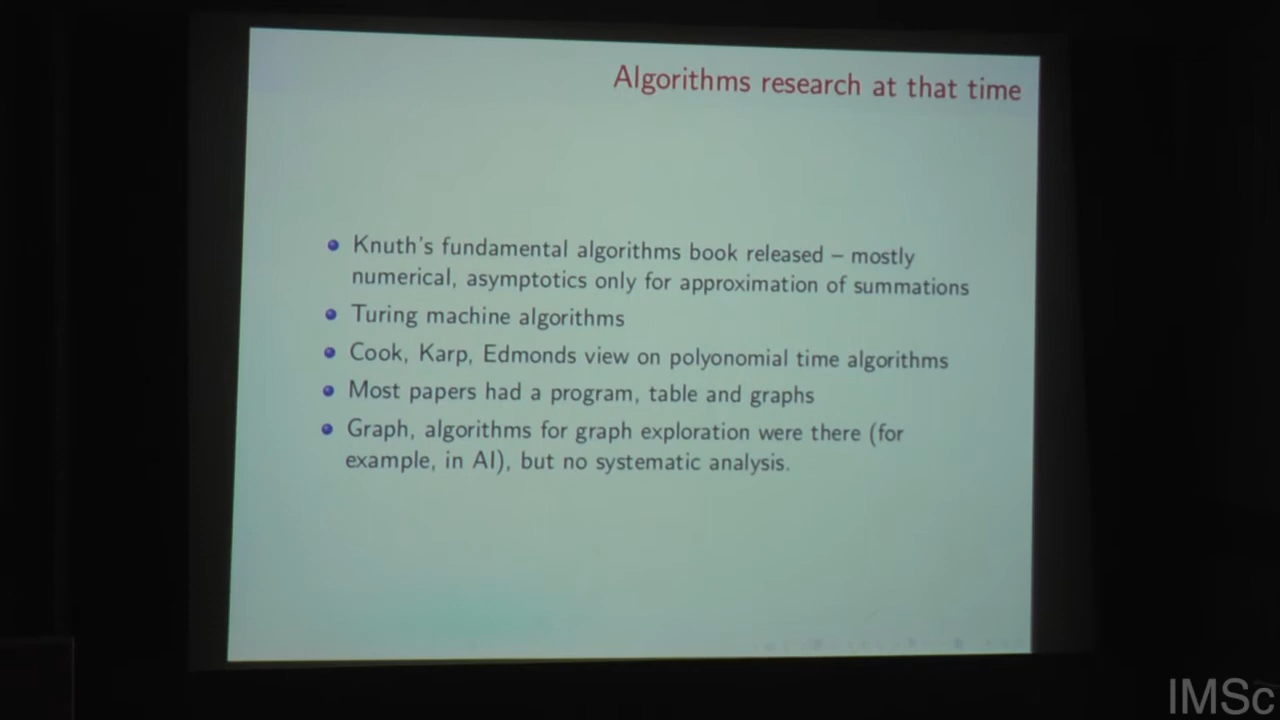 Algorithms research at that time
Knuth's fundamental algorithms book released – mostly
numerical, asymptotics only for approximation of summations
Turing machine algorithms
Cook, Karp, Edmonds view on polyonomial time algorithms
Most papers had a program, table and graphs
Graph, algorithms for graph exploration were there (for
example, in AI), but no systematic analysis.
IMSc